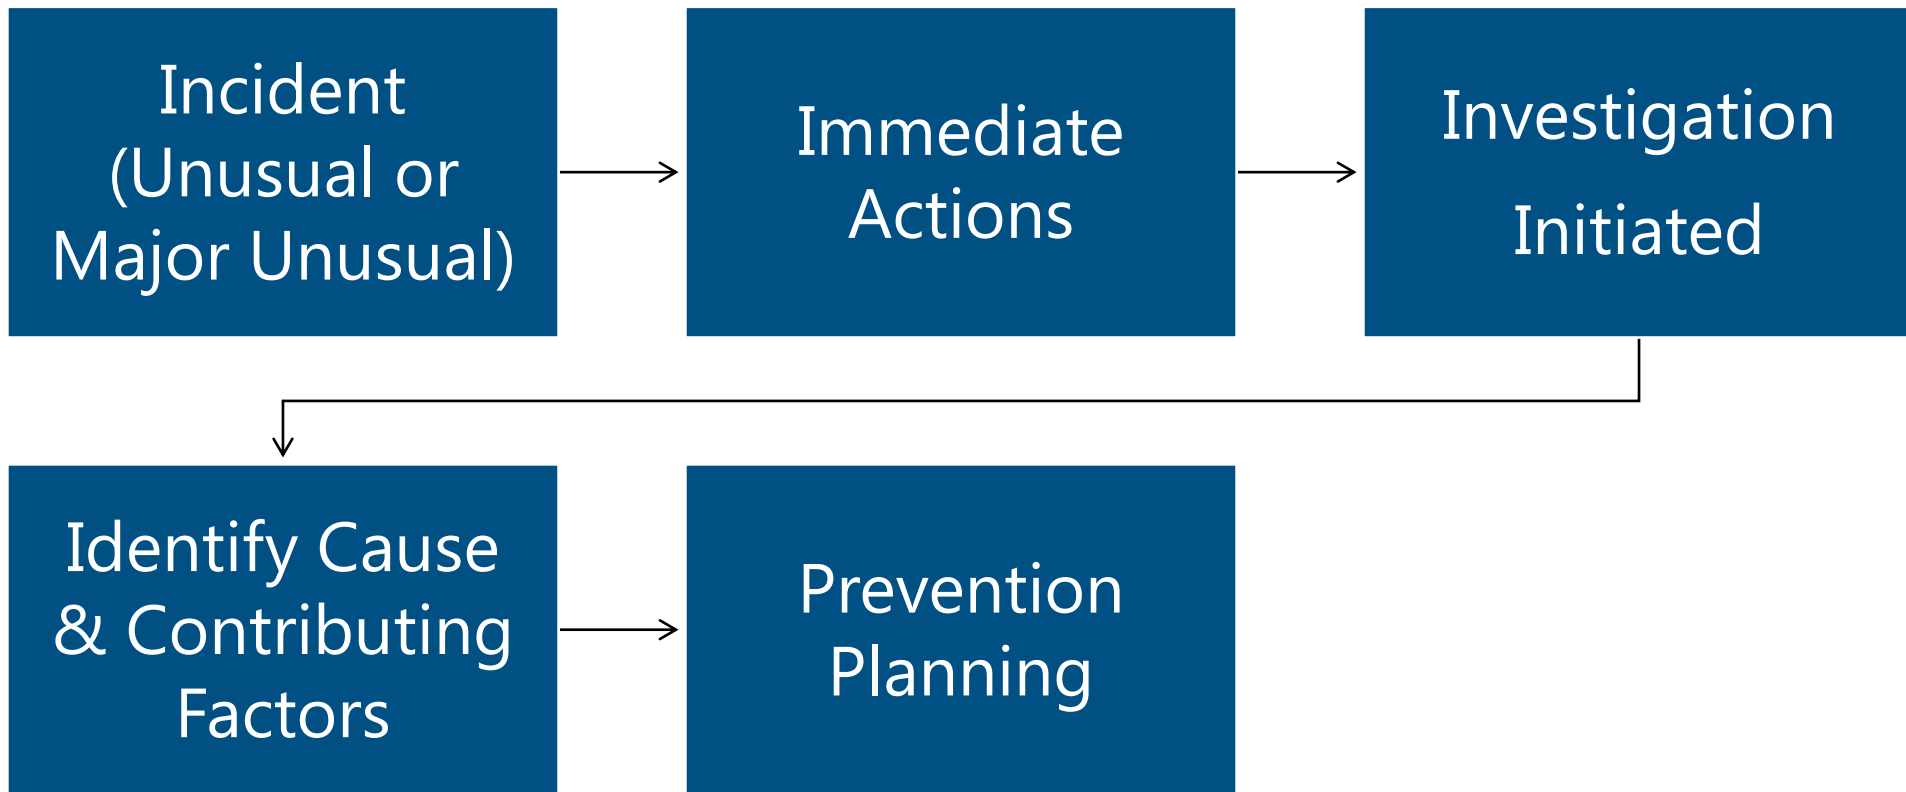 Incident
(Unusual or
Major Unusual)
Immediate
Actions
Investigation
Initiated
Identify Cause
& Contributing
Factors
Prevention
Planning